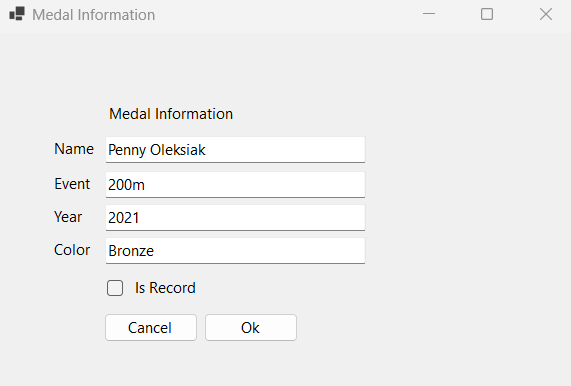 Medal Information
Medal Information
Name Penny Oleksiak
Event 200m
Year 2021
Color Bronze
Is Record
Cancel Ok